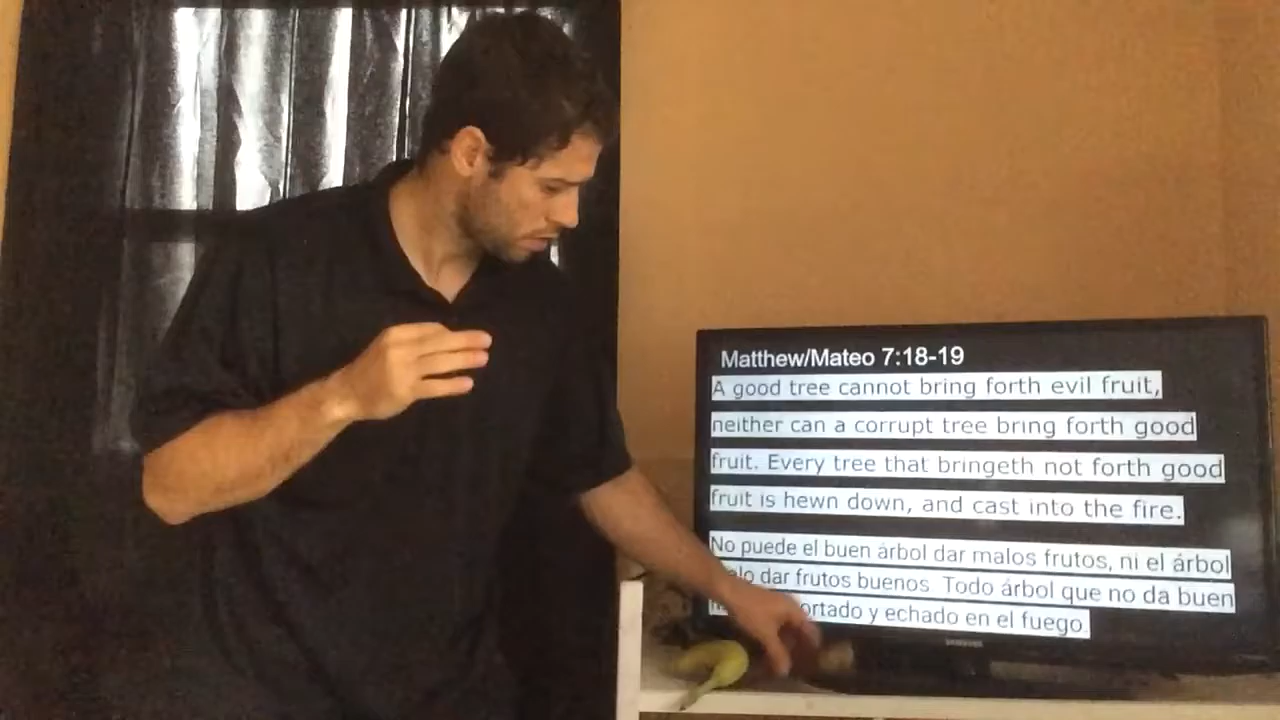 Matthew/Mateo 7:18-19
A good tree cannot bring forth evil fruit,
neither can a corrupt tree bring forth good
fruit. Every tree that bringeth not forth good
fruit is hewn down, and cast into the fire.
No puede el buen árbol dar malos frutos, ni el árbol
dar frutos buenos. Todo árbol que no da buen
y echado en el fuego.
SAMSUNG